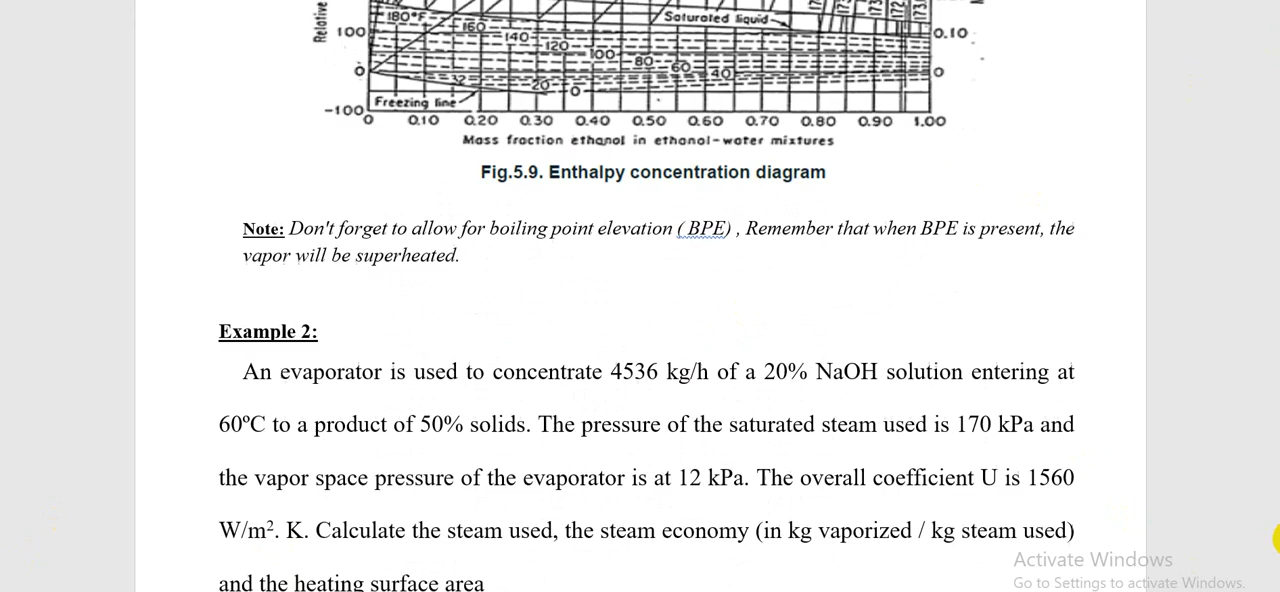 Relative
180°F
Saturated liquid
100
160
0.10
140
120
100
80
60
40
0
0
20
0
Freezing line
-100
0 0.10 0.20 0.30 0.40 0.50 0.60 0.70 0.80 0.90 1.00
Mass fraction ethanol in ethanol-water mixtures
Fig.5.9. Enthalpy concentration diagram
Note: Don't forget to allow for boiling point elevation ( BPE) , Remember that when BPE is present, the
vapor will be superheated.
Example 2:
An evaporator is used to concentrate 4536 kg/h of a 20% NaOH solution entering at
60ºC to a product of 50% solids. The pressure of the saturated steam used is 170 kPa and
the vapor space pressure of the evaporator is at 12 kPa. The overall coefficient U is 1560
W/m². K. Calculate the steam used, the steam economy (in kg vaporized / kg steam used)
and the heating surface area
Activate Windows
Go to Settings to activate Windows.